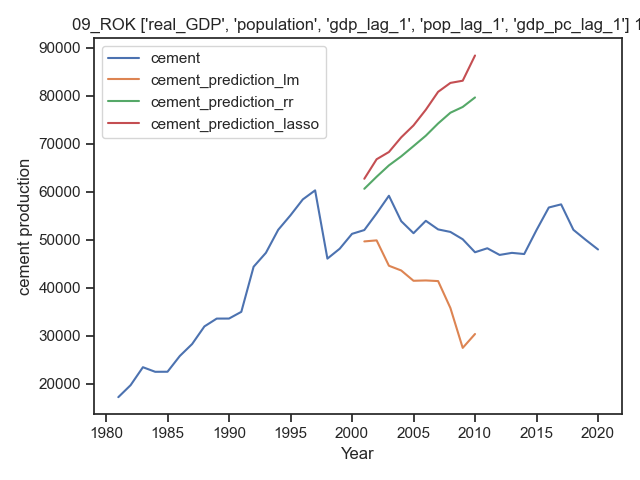 09_ROK ['real_GDP', 'population', 'gdp_lag_1', 'pop_lag_1', 'gdp_pc_lag_1'] 1
cement
cement_prediction_lm
cement_prediction_rr
cement_prediction_lasso
cement production
90000
80000
70000
60000
50000
40000
30000
20000
1980 1985 1990 1995 2000 2005 2010 2015 2020
Year